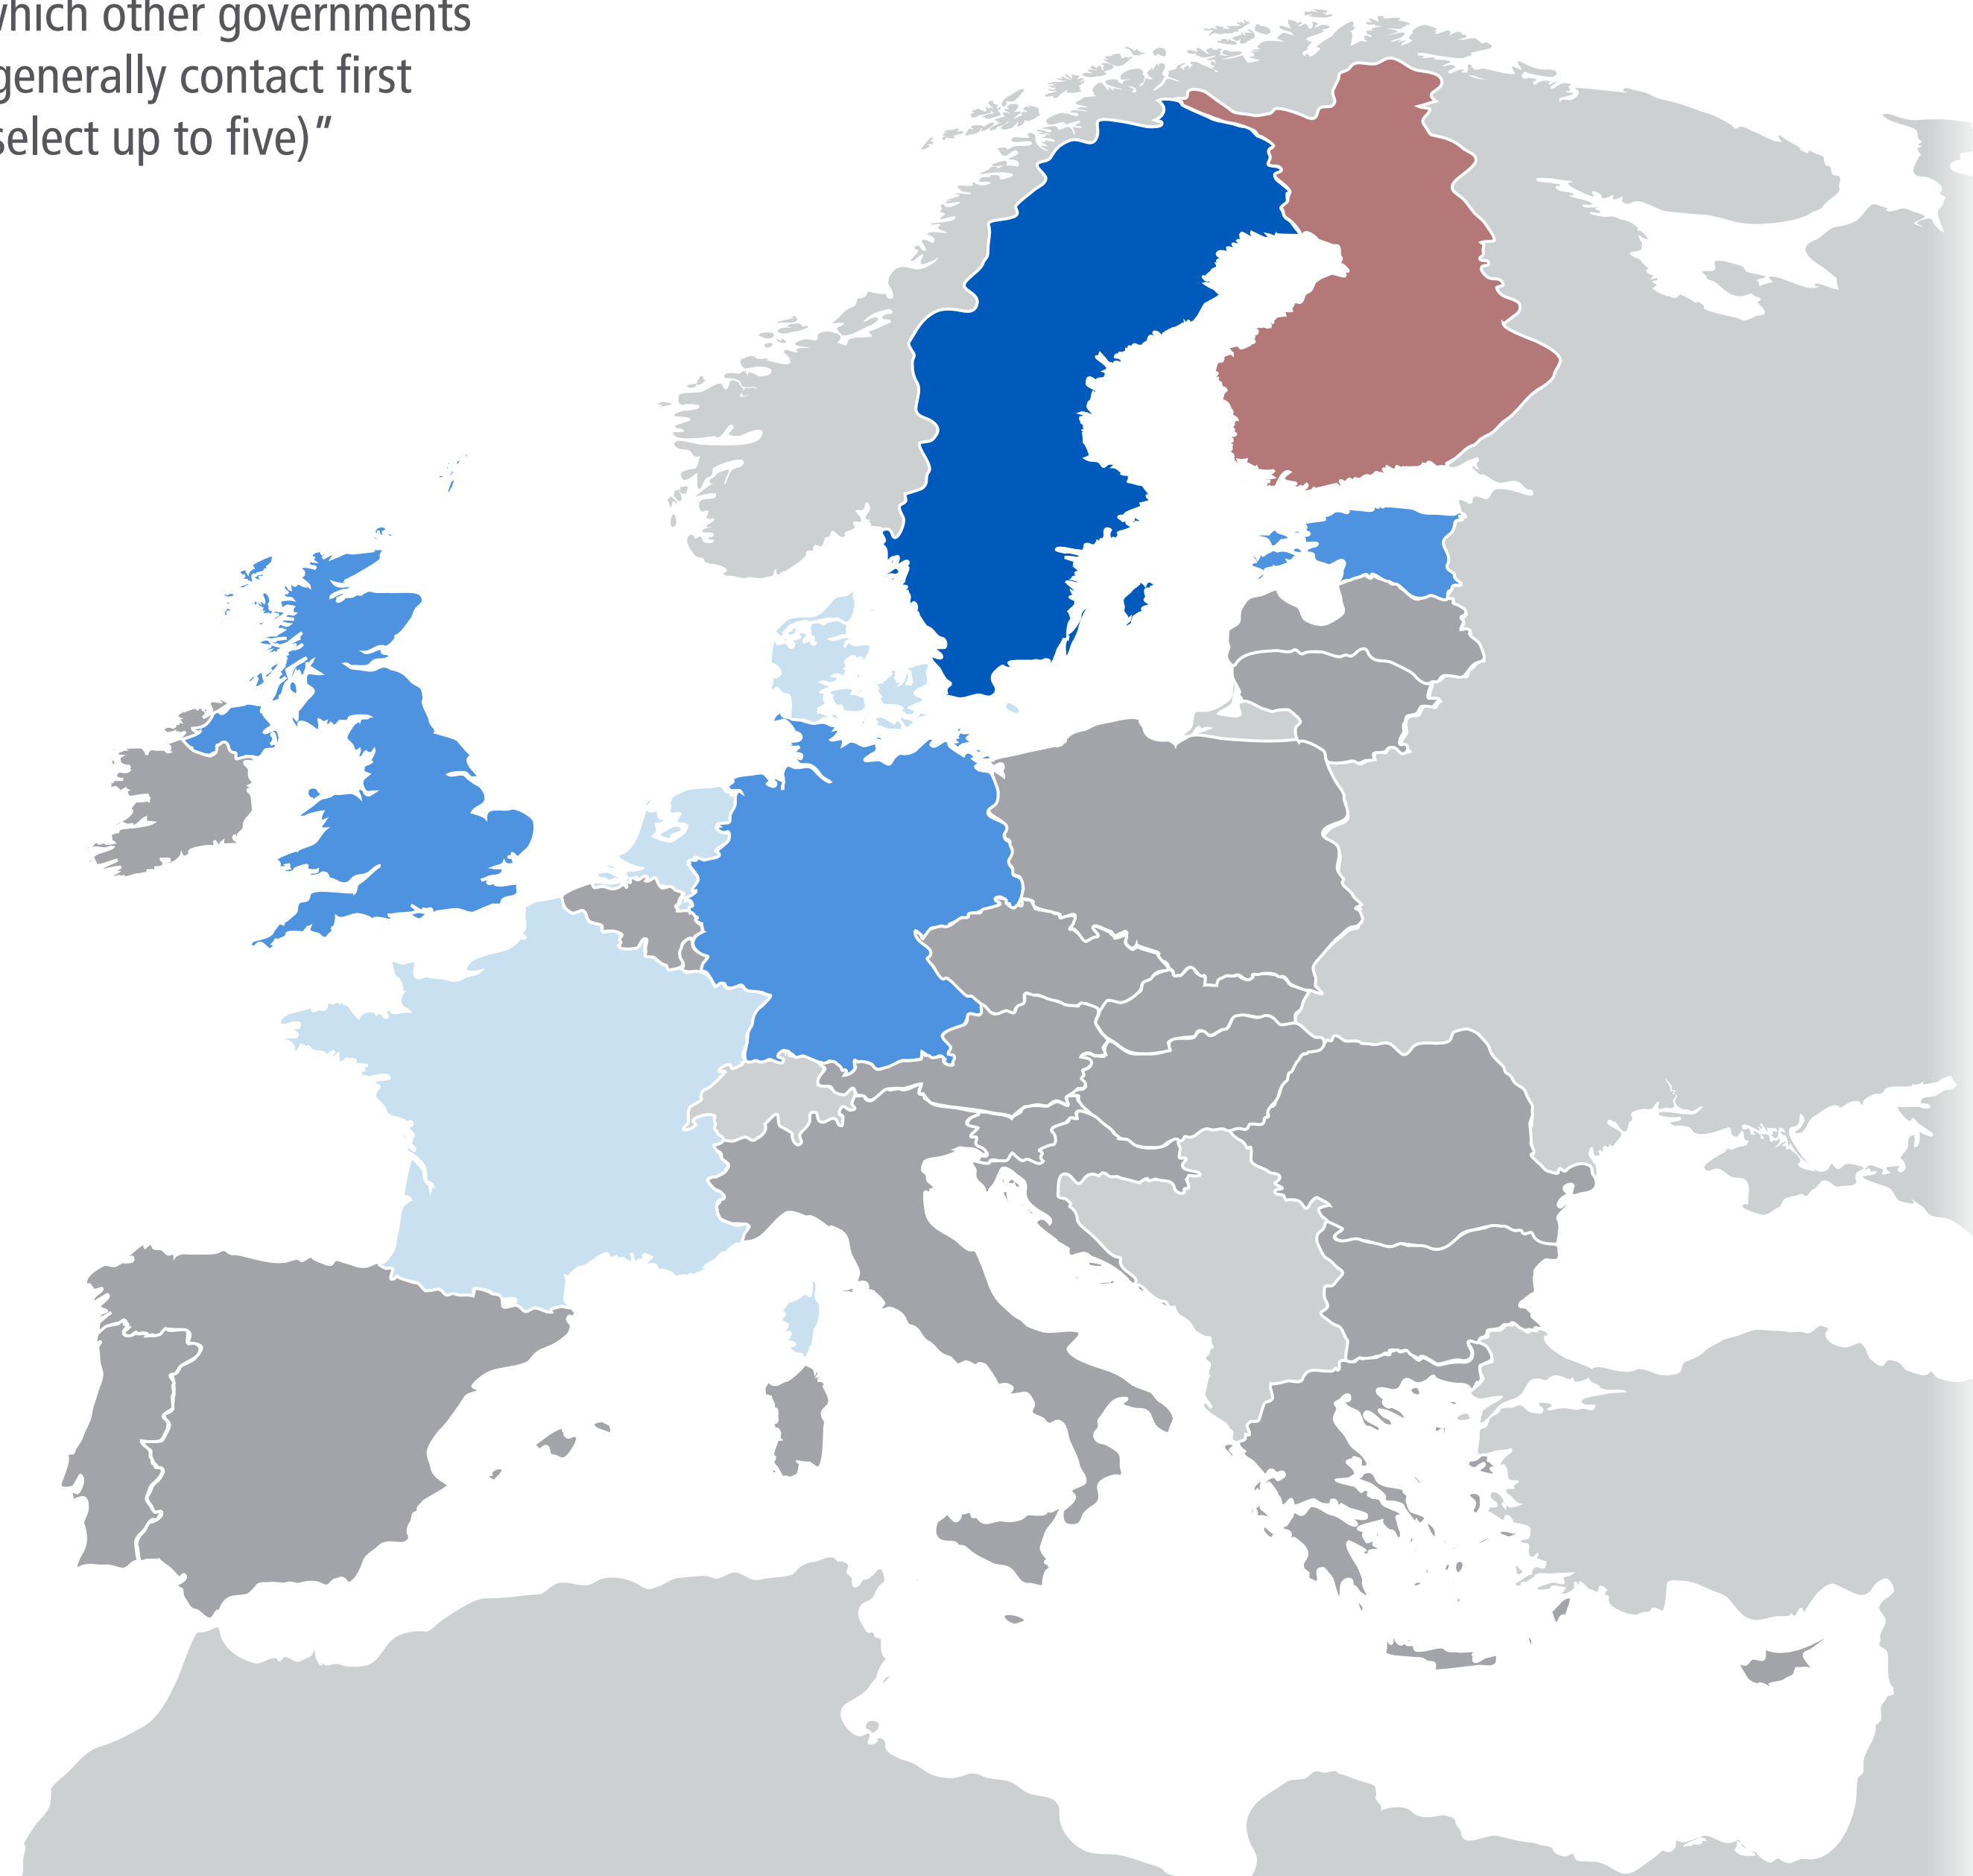 which other governments
generally contact first
select up to five)”